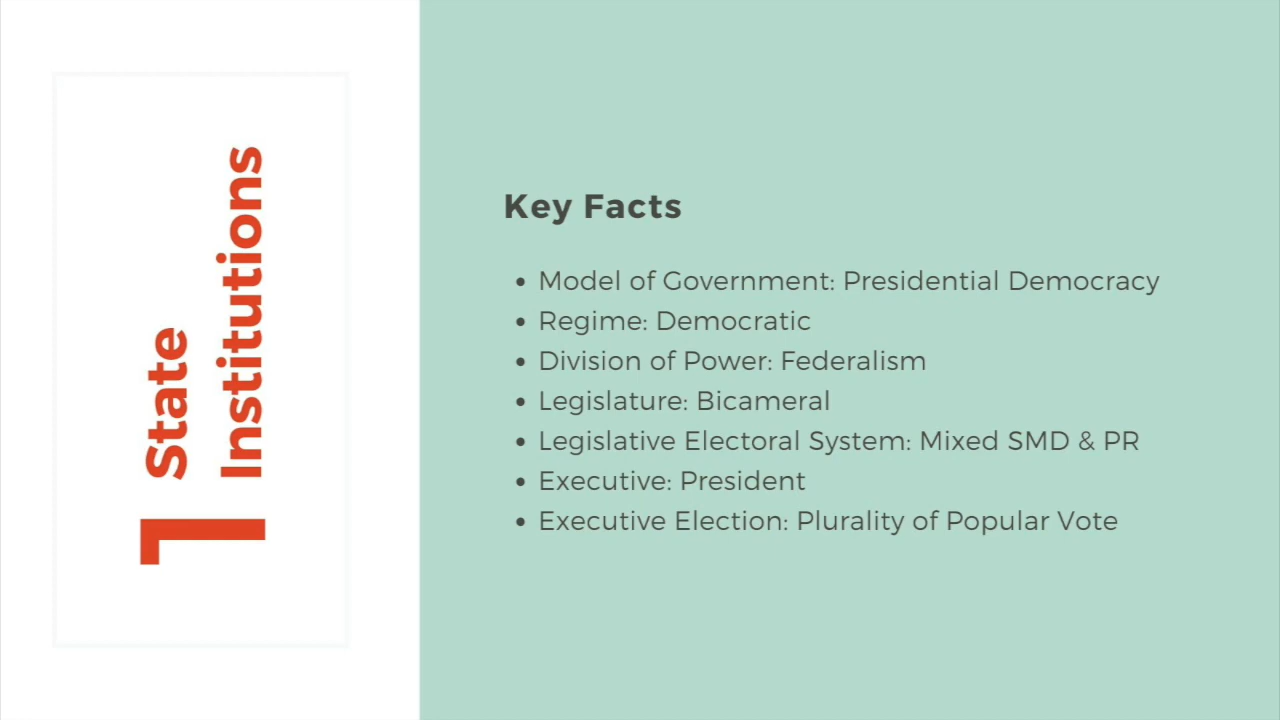 1
State
Institutions
Key Facts
• Model of Government: Presidential Democracy
• Regime: Democratic
• Division of Power: Federalism
• Legislature: Bicameral
• Legislative Electoral System: Mixed SMD & PR
• Executive: President
• Executive Election: Plurality of Popular Vote